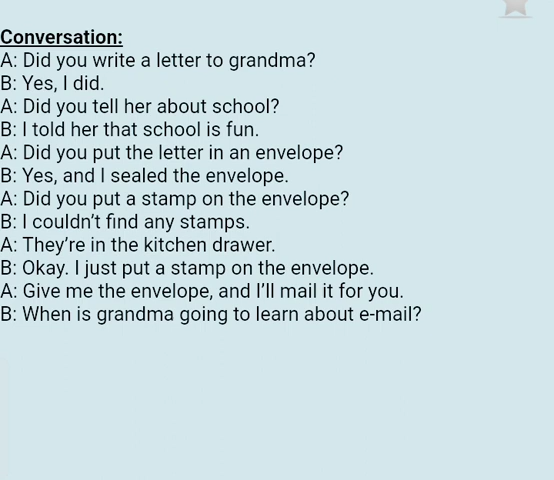 Conversation:
A: Did you write a letter to grandma?
B: Yes, I did.
A: Did you tell her about school?
B: I told her that school is fun.
A: Did you put the letter in an envelope?
B: Yes, and I sealed the envelope.
A: Did you put a stamp on the envelope?
B: I couldn’t find any stamps.
A: They’re in the kitchen drawer.
B: Okay. I just put a stamp on the envelope.
A: Give me the envelope, and I’ll mail it for you.
B: When is grandma going to learn about e-mail?